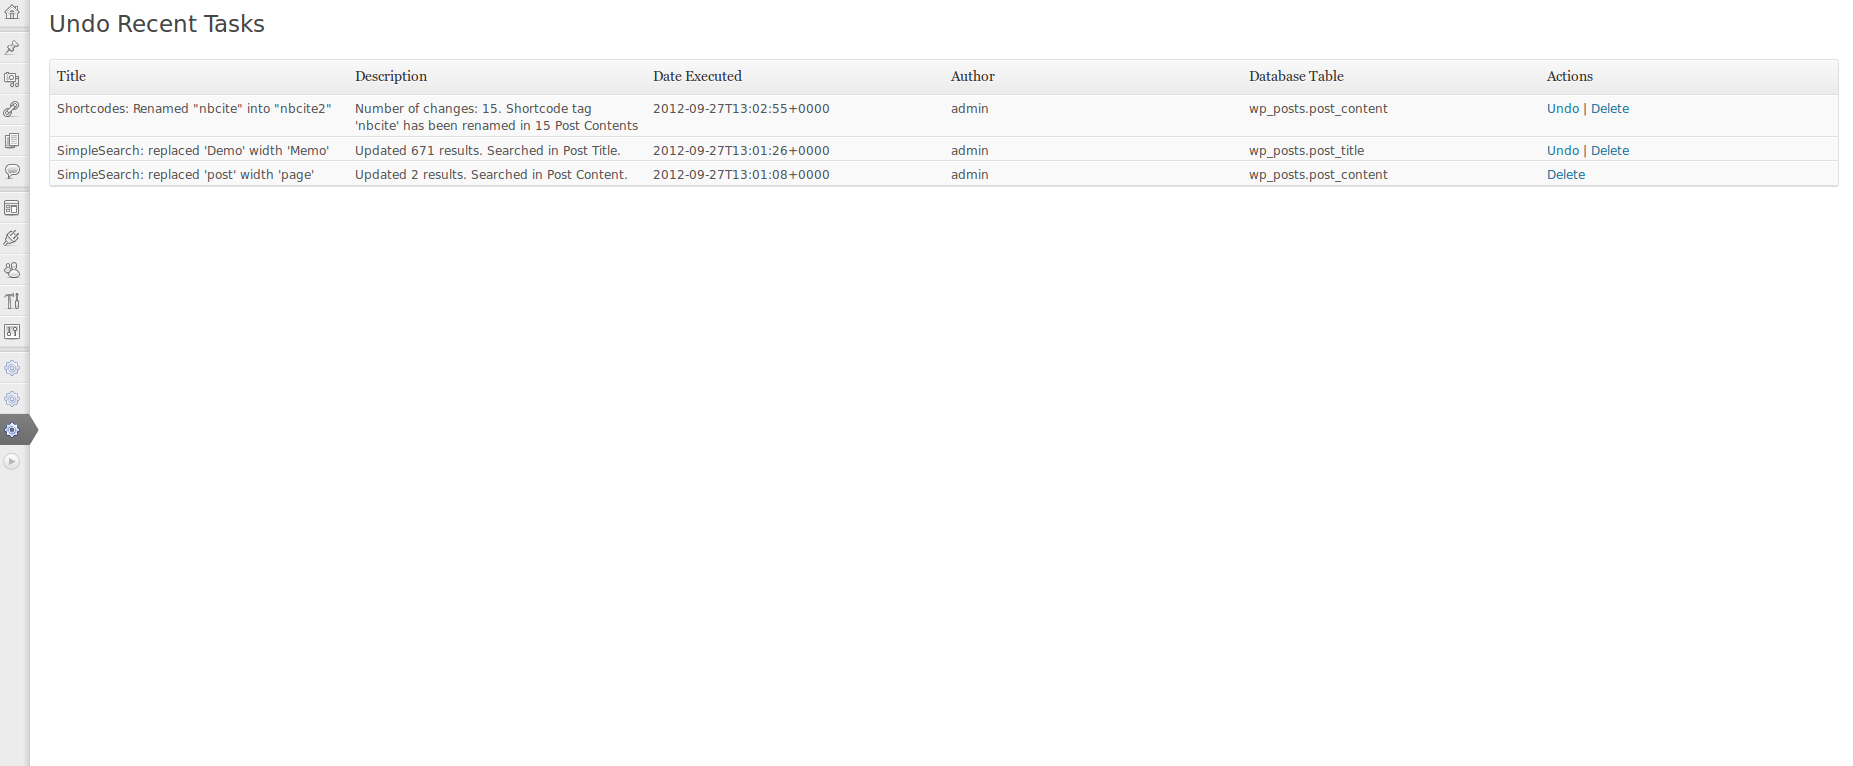 Undo Recent Tasks
Title Description Date Executed Author Database Table Actions
Shortcodes: Renamed "nbcite" into "nbcite2" Number of changes: 15. Shortcode tag 2012-09-27T13:02:55+0000 admin wp_posts.post_content Undo | Delete
'nbcite' has been renamed in 15 Post Contents
SimpleSearch: replaced 'Demo' width 'Memo' Updated 671 results. Searched in Post Title. 2012-09-27T13:01:26+0000 admin wp_posts.post_title Undo | Delete
SimpleSearch: replaced 'post' width 'page' Updated 2 results. Searched in Post Content. 2012-09-27T13:01:08+0000 admin wp_posts.post_content Delete